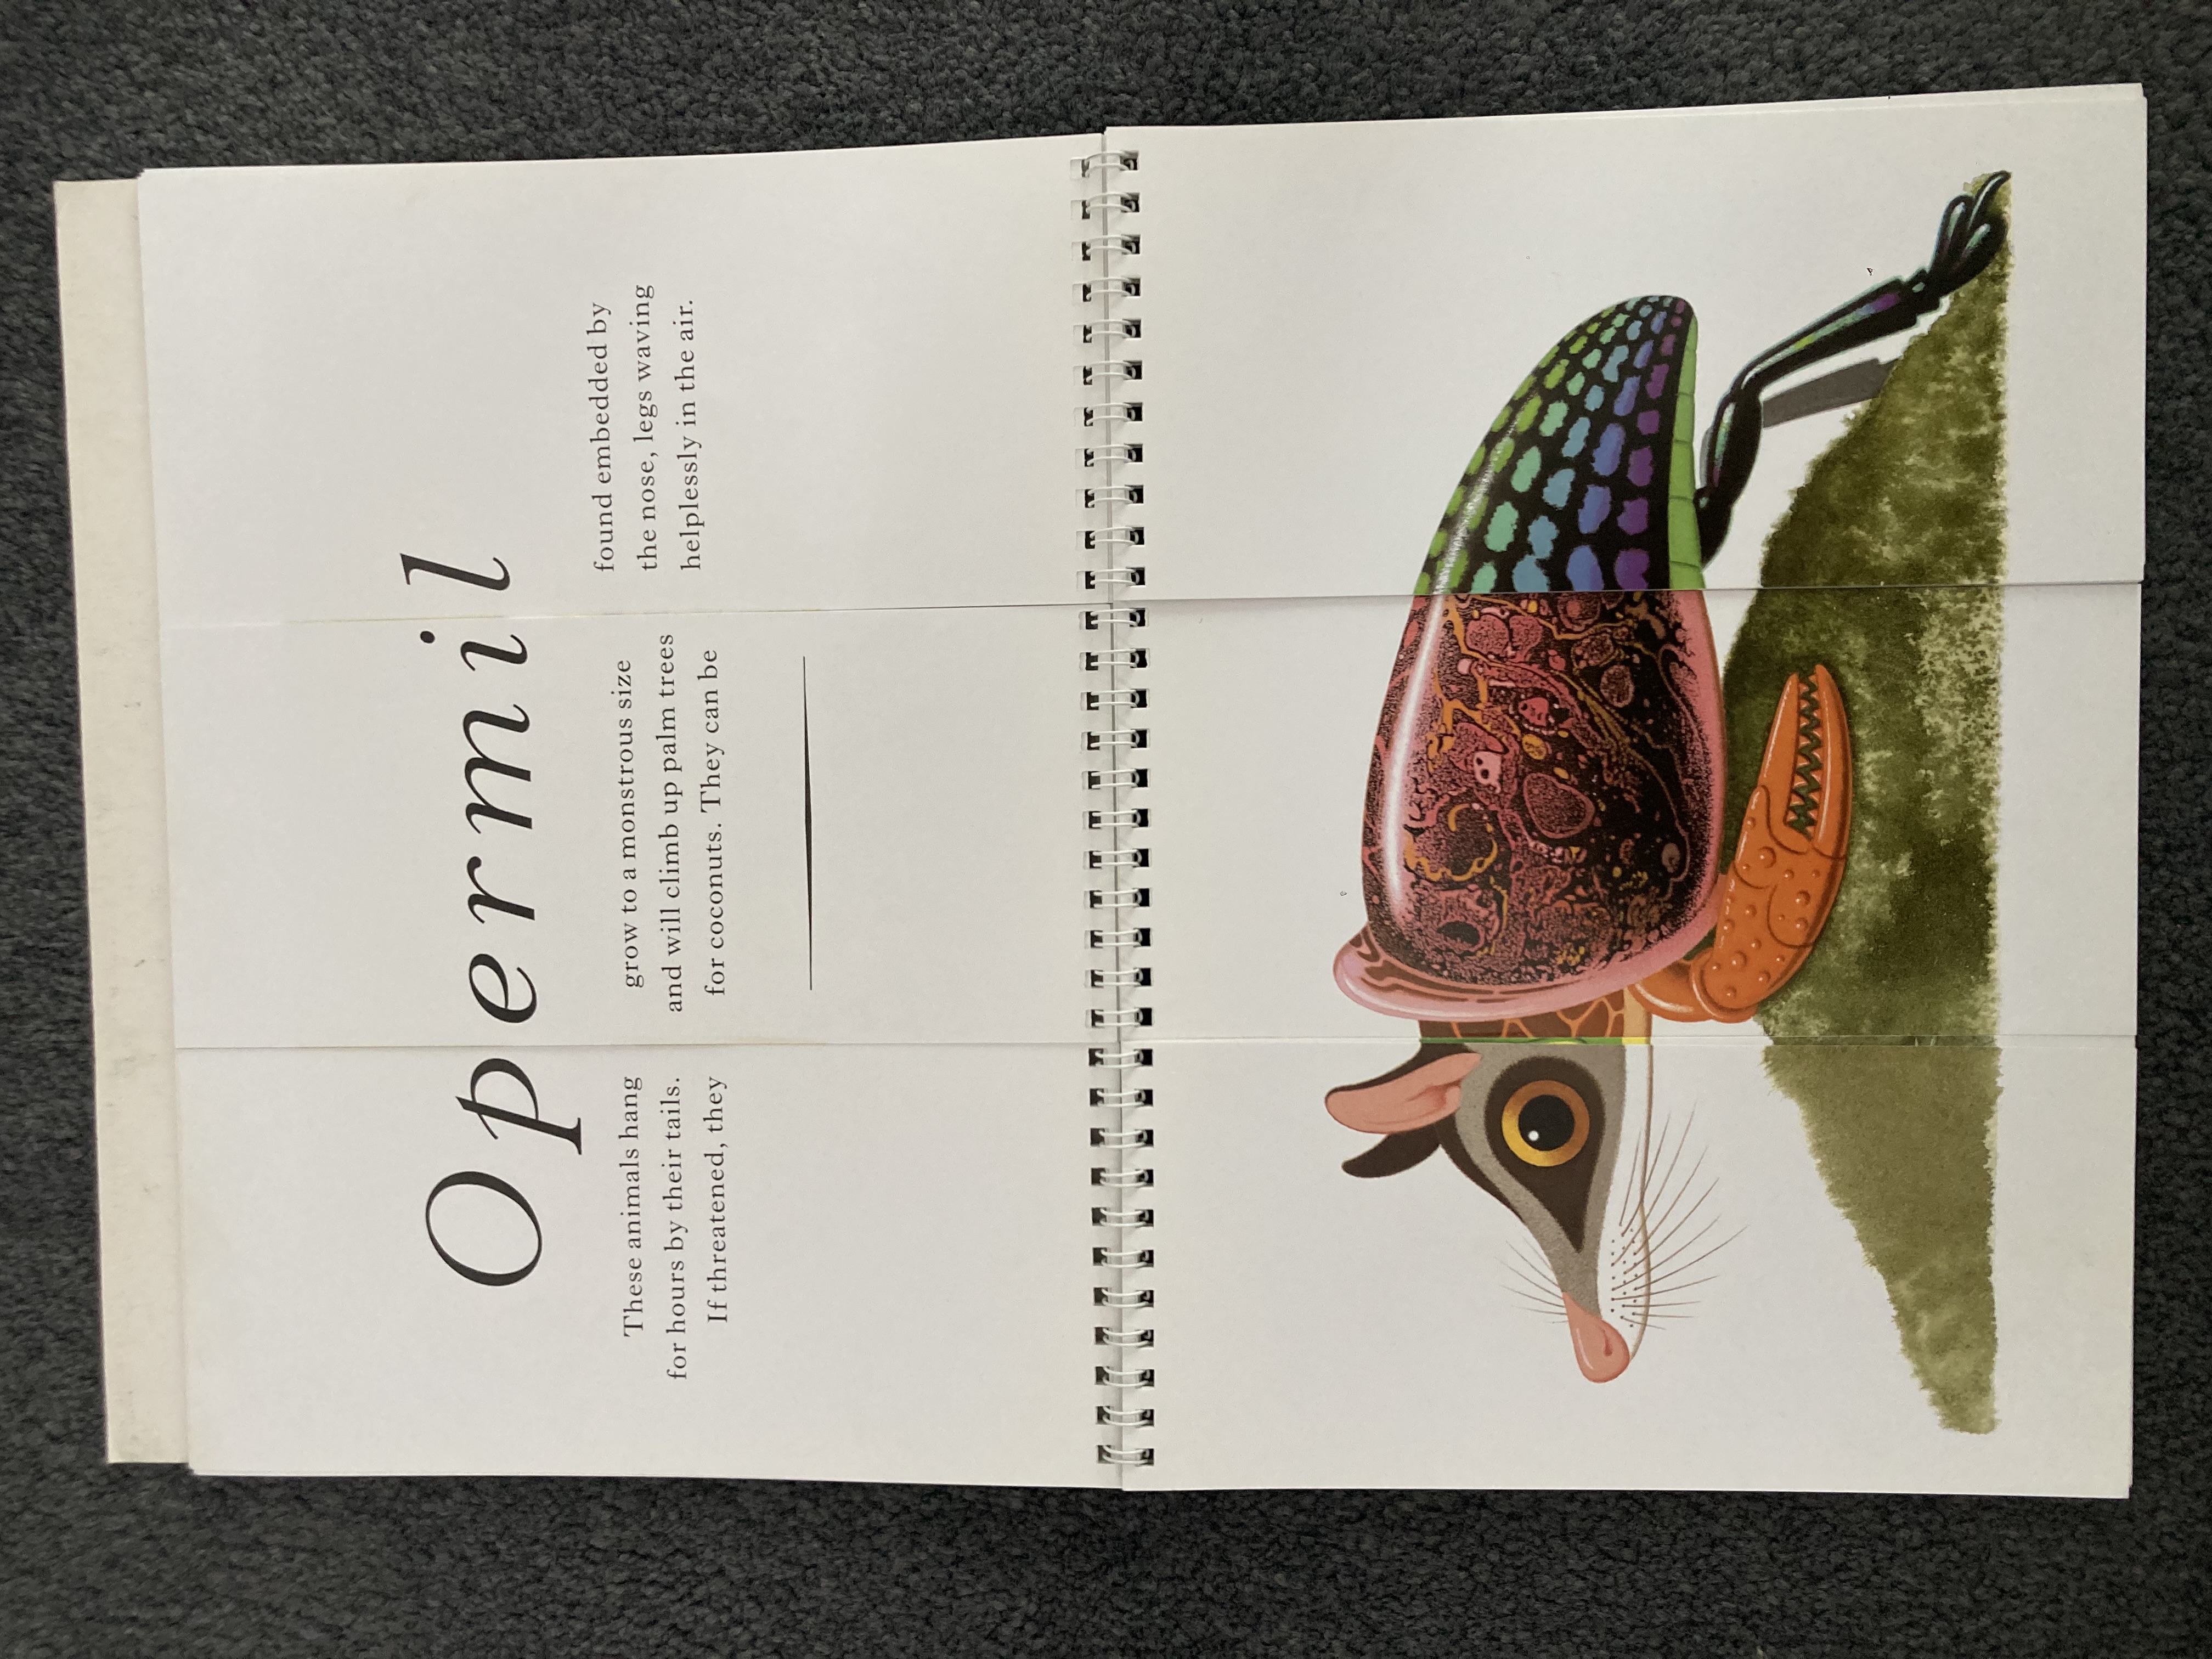 Opermil
These animals hang
for hours by their tails.
If threatened, they
grow to a monstrous size
and will climb up palm trees
for coconuts. They can be
found embedded by
the nose, legs waving
helplessly in the air.